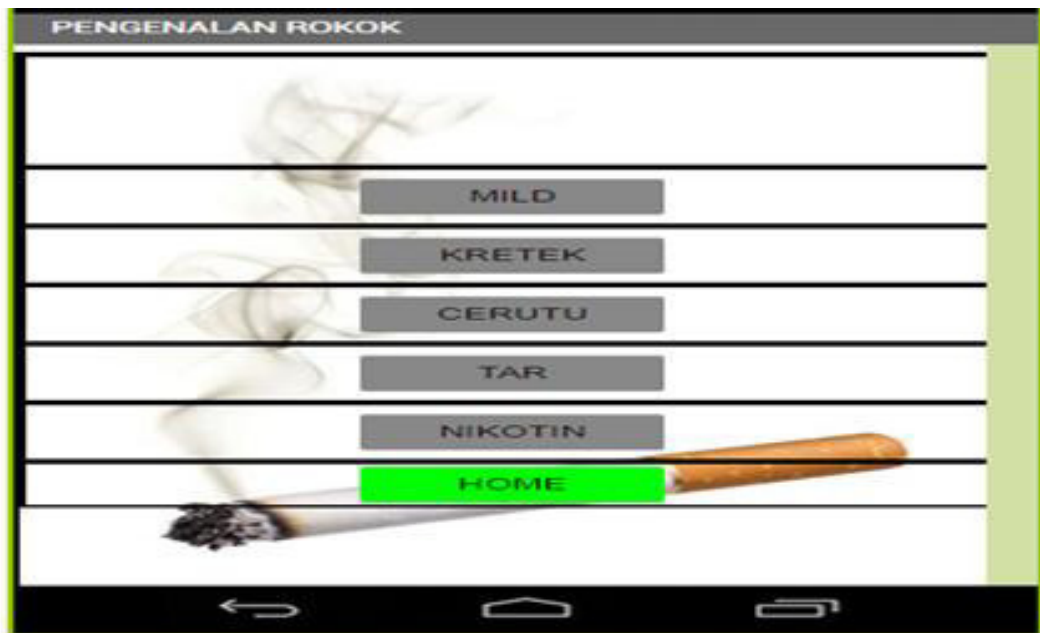 PENGENALAN ROKOK
MILD
KRETEK
CERUTU
TAR
NIKOTIN
HOME